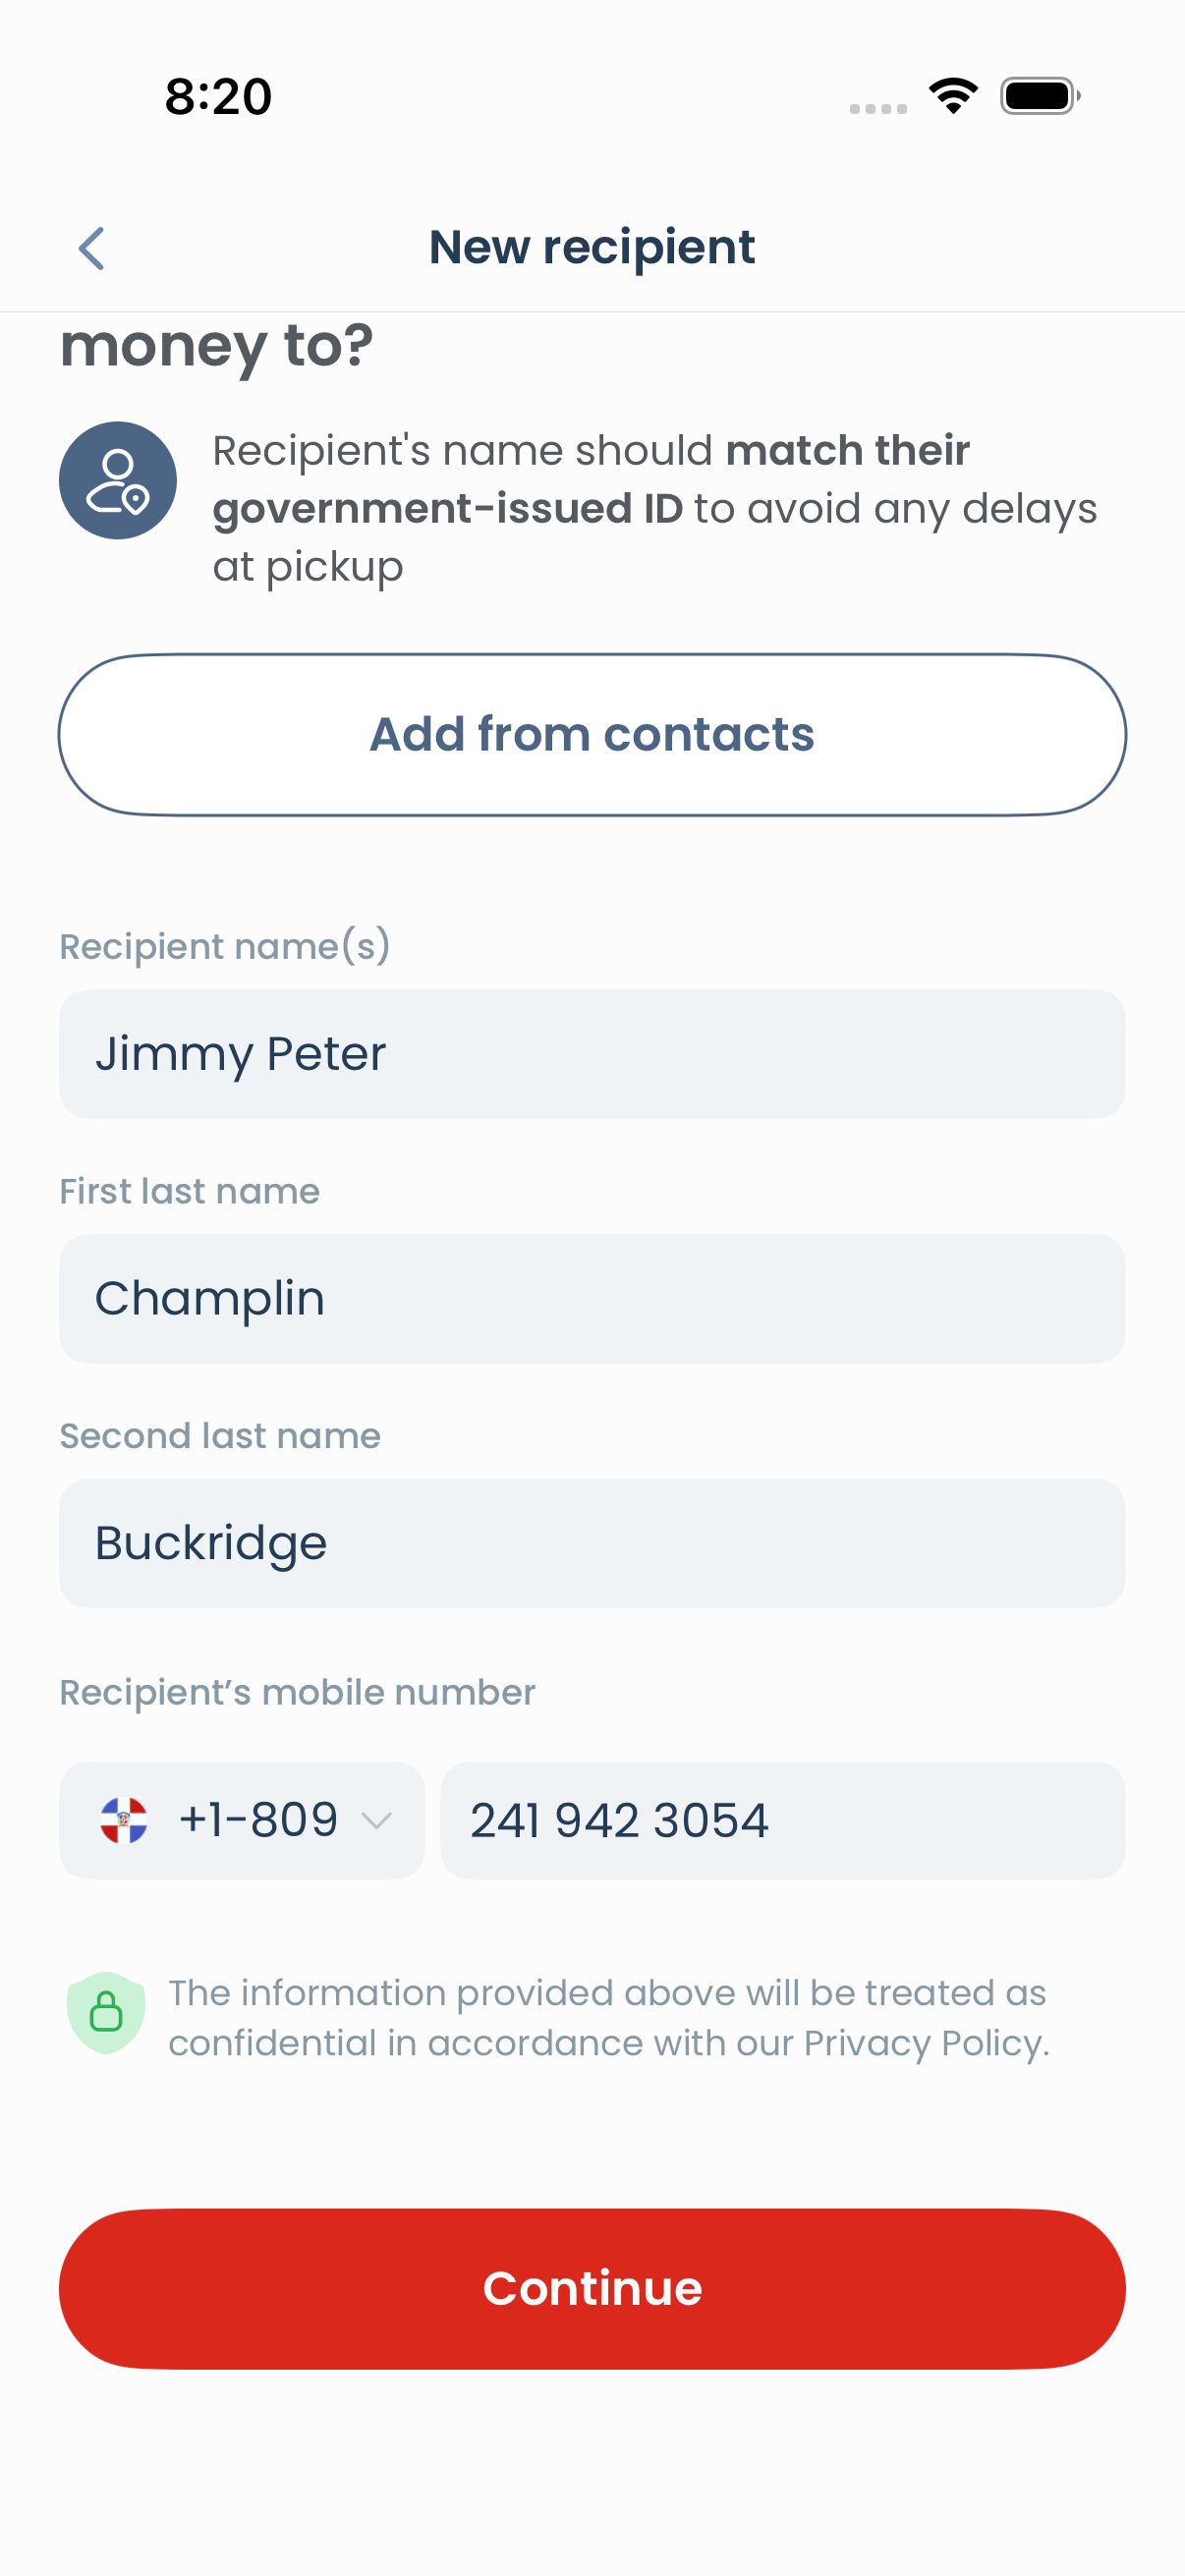 8:20
New recipient
money to?
Recipient's name should match their
government-issued ID to avoid any delays
at pickup
Add from contacts
Recipient name(s)
Jimmy Peter
First last name
Champlin
Second last name
Buckridge
Recipient’s mobile number
+1-809 241 942 3054
The information provided above will be treated as
confidential in accordance with our Privacy Policy.
Continue